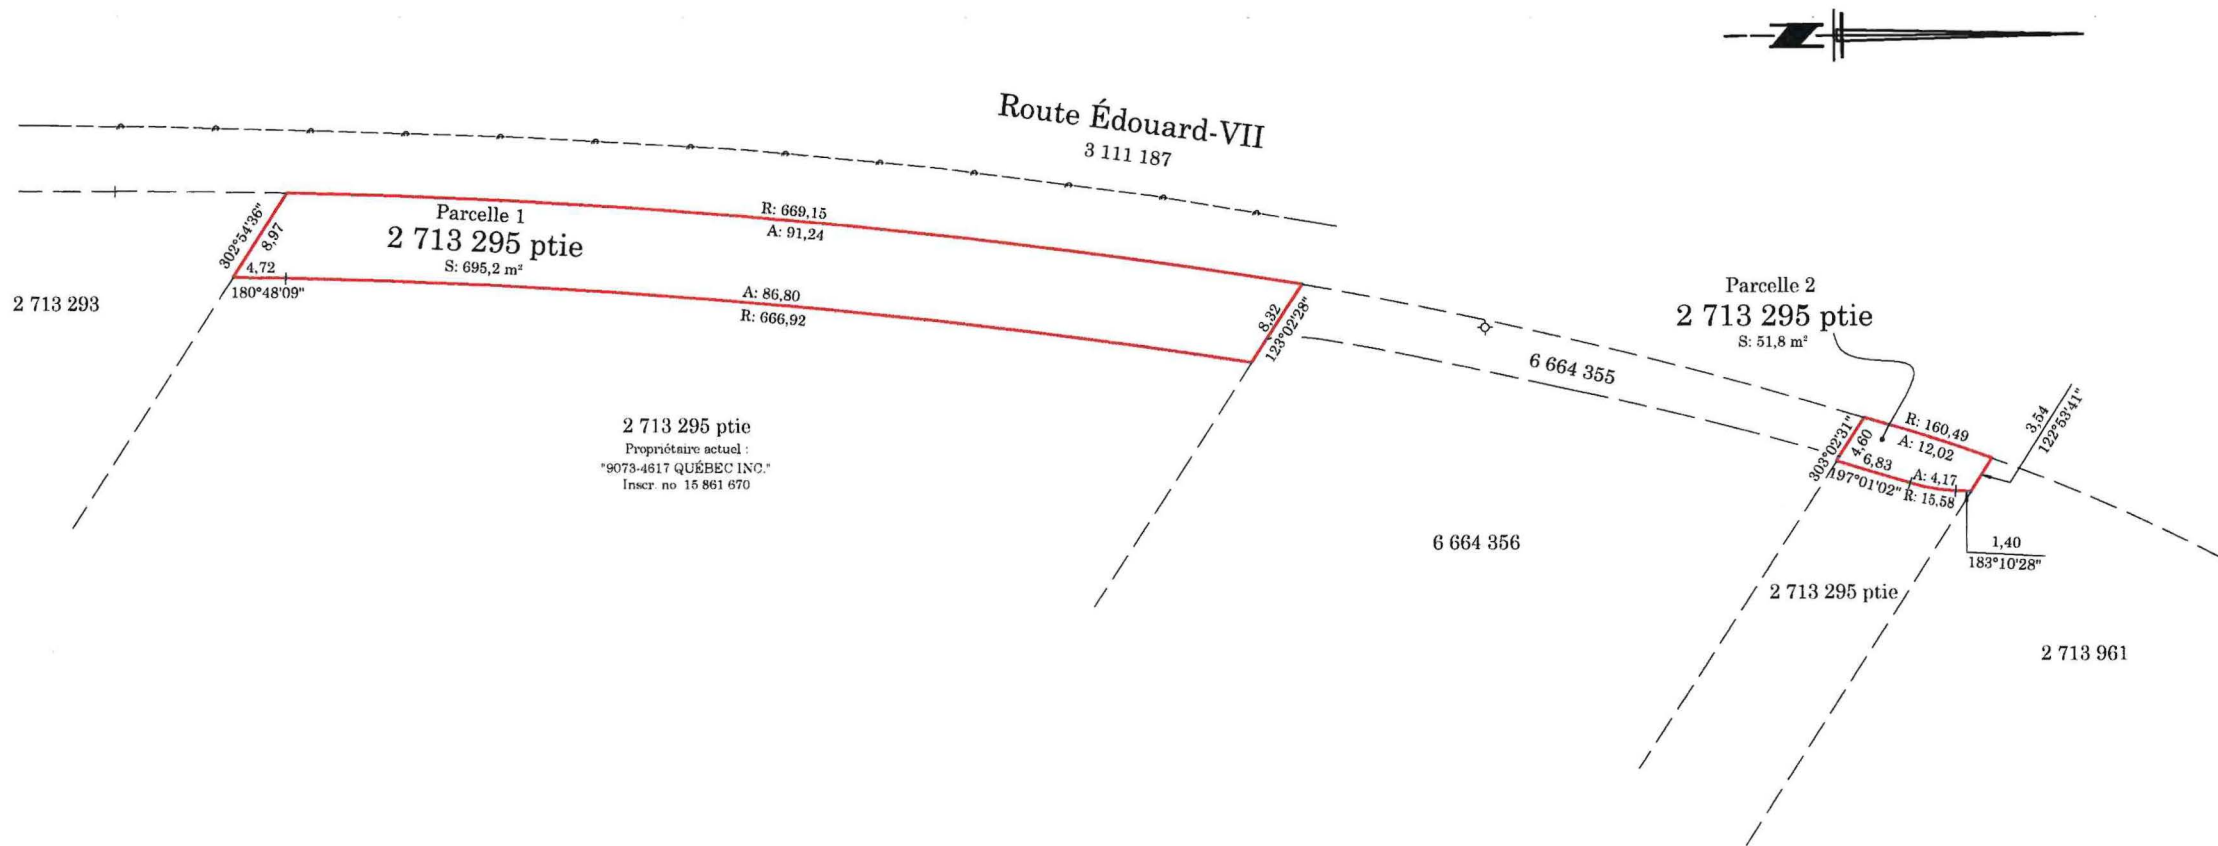 Route Édouard-VII
3 111 187
302°54'36"
8,97
Parcelle 1
2 713 295 ptie
S: 695,2 m²
R: 669,15
A: 91,24
4,72
180°48'09"
2 713 293
A: 86,80
R: 666,92
8,32
123°02'28"
2 713 295 ptie
Propriétaire actuel :
"9073-4617 QUÉBEC INC."
Inscr. no 15 861 670
6 664 355
Parcelle 2
2 713 295 ptie
S: 51,8 m²
303°02'31"
4,60
R: 160,49
A: 12,02
3,54
122°53'41"
6,83
197°01'02"
A: 4,17
R: 15,58
1,40
183°10'28"
6 664 356
2 713 295 ptie
2 713 961